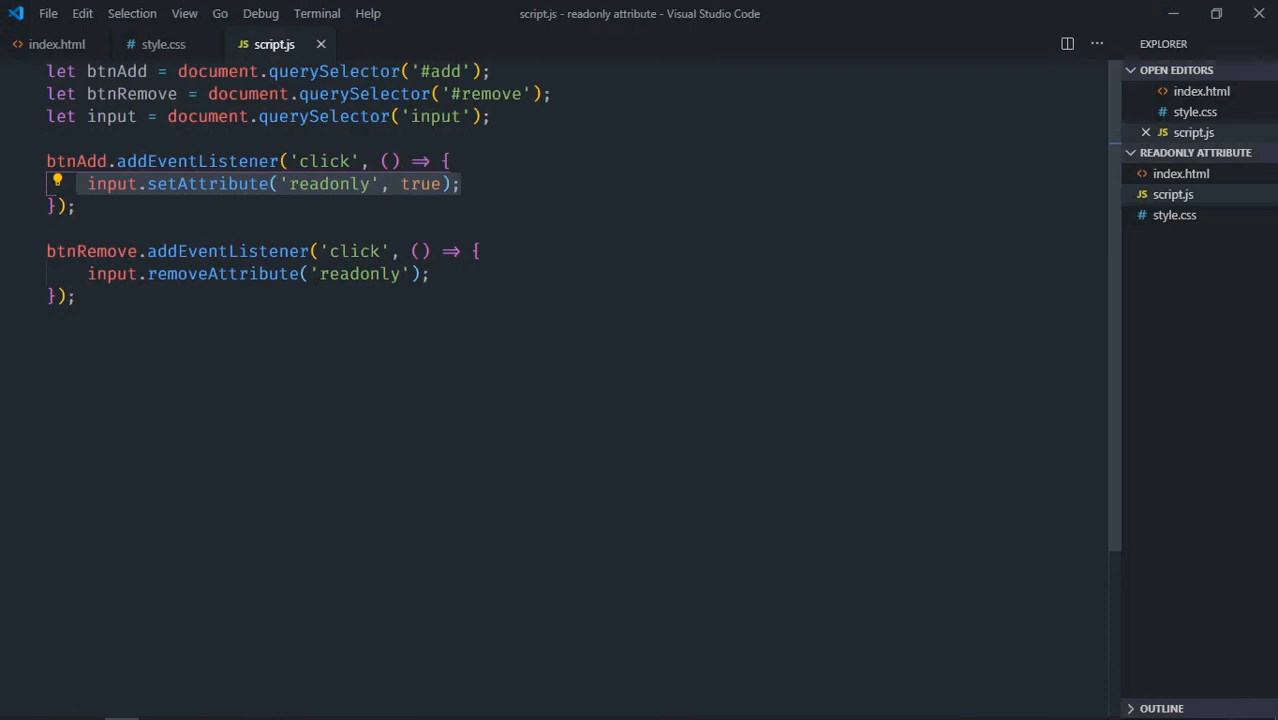 File Edit Selection View Go Debug Terminal Help script.js - readonly attribute - Visual Studio Code
index.html style.css JS script.js
let btnAdd = document.querySelector('#add');
let btnRemove = document.querySelector('#remove');
let input = document.querySelector('input');
btnAdd.addEventListener('click', () => {
input.setAttribute('readonly', true);
});
btnRemove.addEventListener('click', () => {
input.removeAttribute('readonly');
});
EXPLORER
OPEN EDITORS
index.html
style.css
JS script.js
READONLY ATTRIBUTE
index.html
JS script.js
style.css
OUTLINE